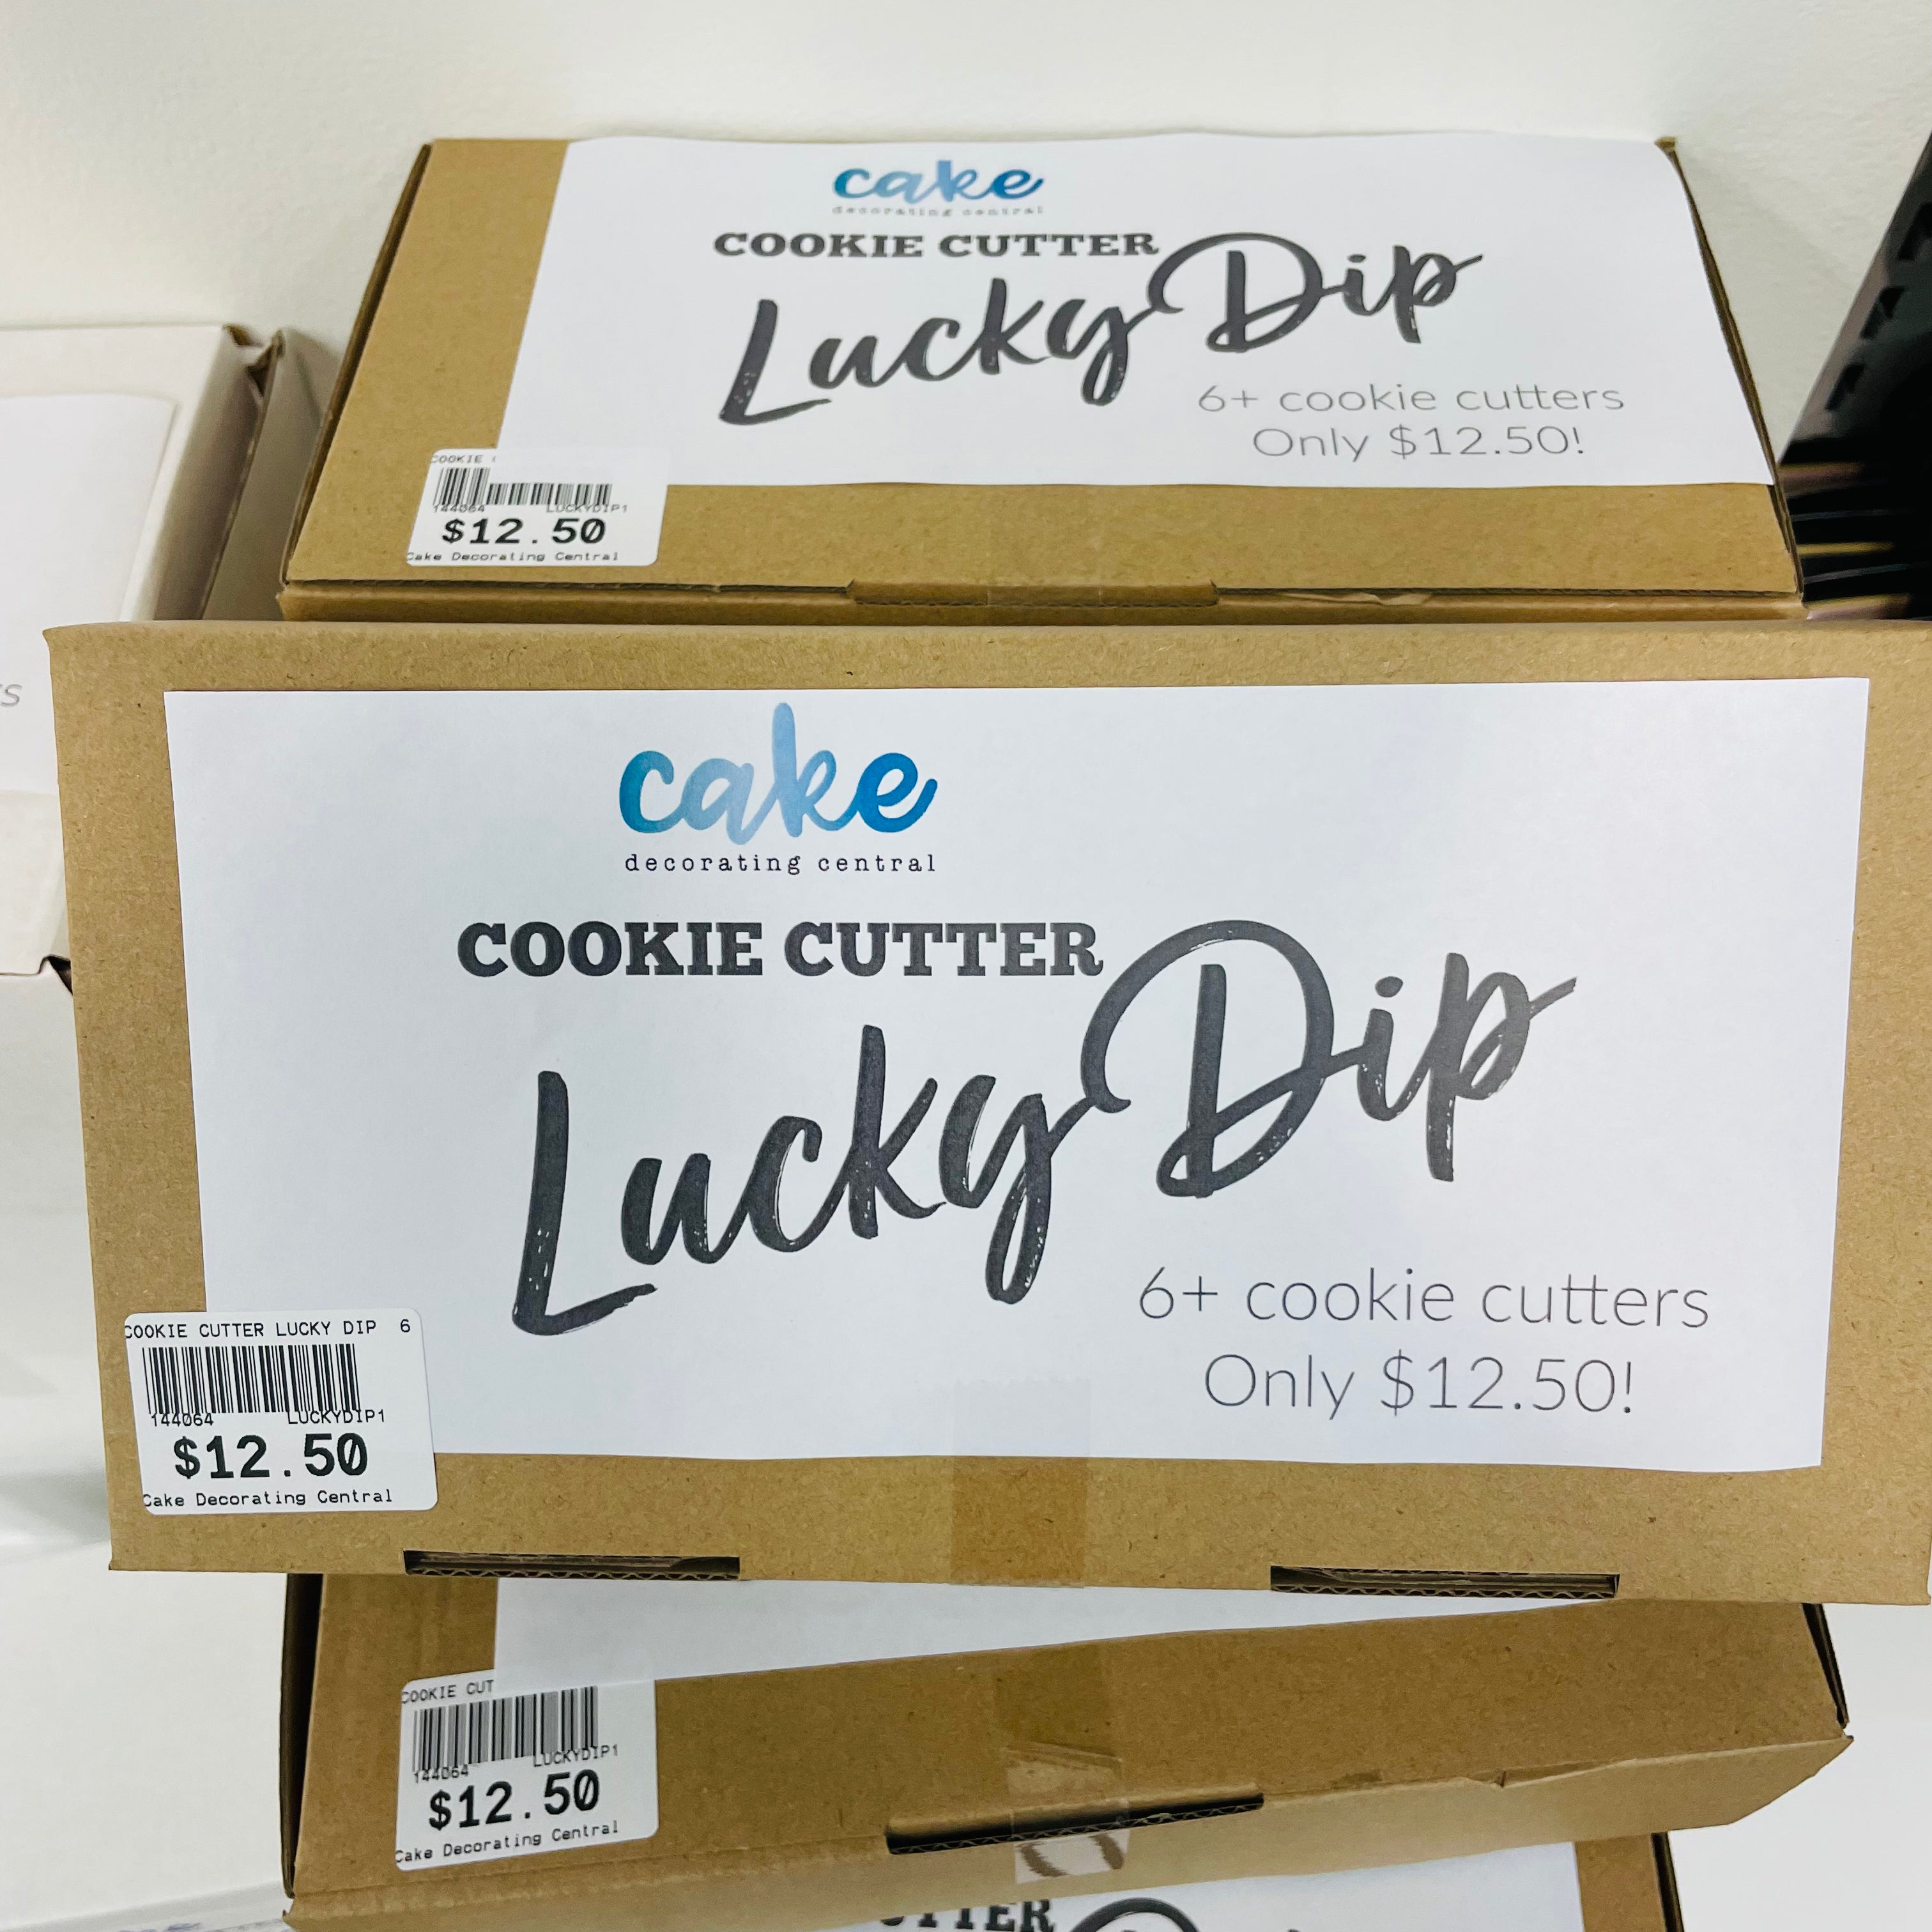 cake
decorating central
COOKIE CUTTER
Lucky Dip
6+ cookie cutters
Only $12.50!
COOKIE
144064 LUCKYDIP1
$12.50
Cake Decorating Central
cake
decorating central
COOKIE CUTTER
Lucky Dip
6+ cookie cutters
Only $12.50!
COOKIE CUTTER LUCKY DIP 6
144064 LUCKYDIP1
$12.50
Cake Decorating Central
COOKIE CUT
144064 LUCKYDIP1
$12.50
Cake Decorating Central